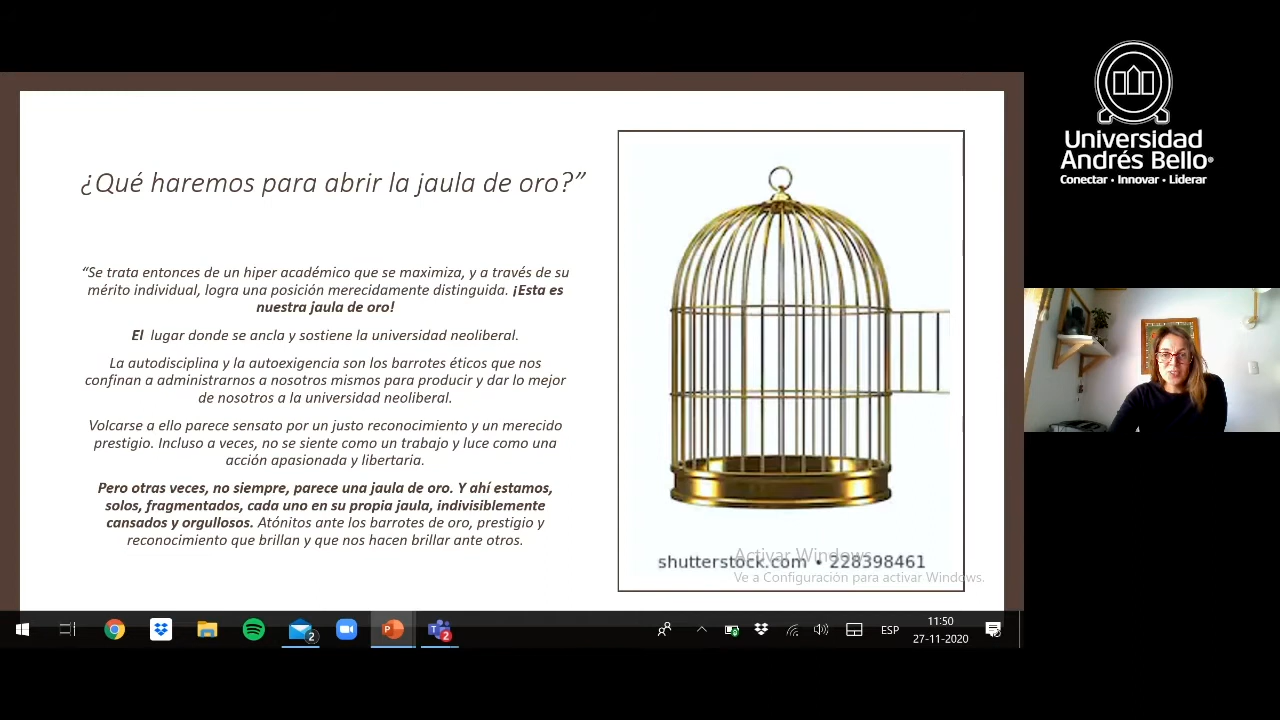 ¿Qué haremos para abrir la jaula de oro?”
“Se trata entonces de un hiper académico que se maximiza, y a través de su
mérito individual, logra una posición merecidamente distinguida. ¡Esta es
nuestra jaula de oro!
El lugar donde se ancla y sostiene la universidad neoliberal.
La autodisciplina y la autoexigencia son los barrotes éticos que nos
confinan a administrarnos a nosotros mismos para producir y dar lo mejor
de nosotros a la universidad neoliberal.
Volcarse a ello parece sensato por un justo reconocimiento y un merecido
prestigio. Incluso a veces, no se siente como un trabajo y luce como una
acción apasionada y libertaria.
Pero otras veces, no siempre, parece una jaula de oro. Y ahí estamos,
solos, fragmentados, cada uno en su propia jaula, indivisiblemente
cansados y orgullosos. Atónitos ante los barrotes de oro, prestigio y
reconocimiento que brillan y que nos hacen brillar ante otros.
shutterstock.com • 228398461
Activar Windows
Ve a Configuración para activar Windows.
Universidad
Andrés Bello®
Conectar • Innovar • Liderar
2
P
T
2
ESP
11:50
27-11-2020